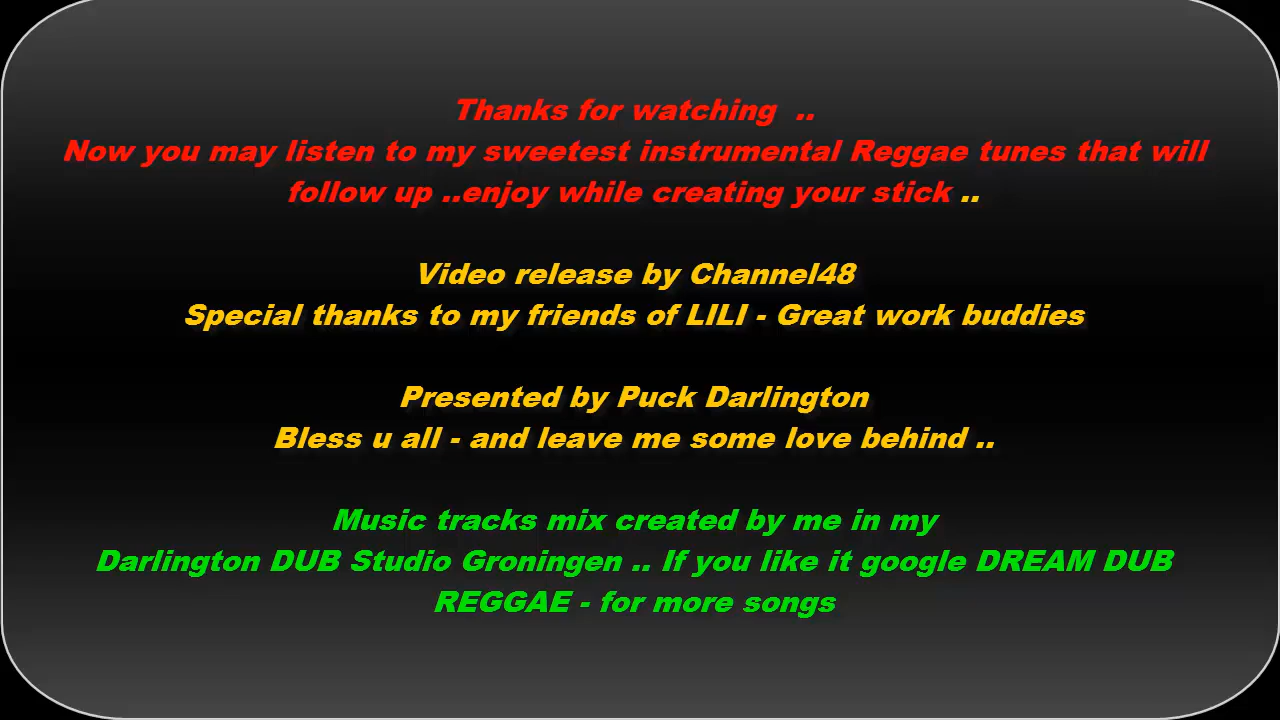 Thanks for watching  ..
Now you may listen to my sweetest instrumental Reggae tunes that will
follow up ..enjoy while creating your stick ..
Video release by Channel48
Special thanks to my friends of LILI - Great work buddies
Presented by Puck Darlington
Bless u all - and leave me some love behind ..
Music tracks mix created by me in my
Darlington DUB Studio Groningen .. If you like it google DREAM DUB
REGGAE - for more songs